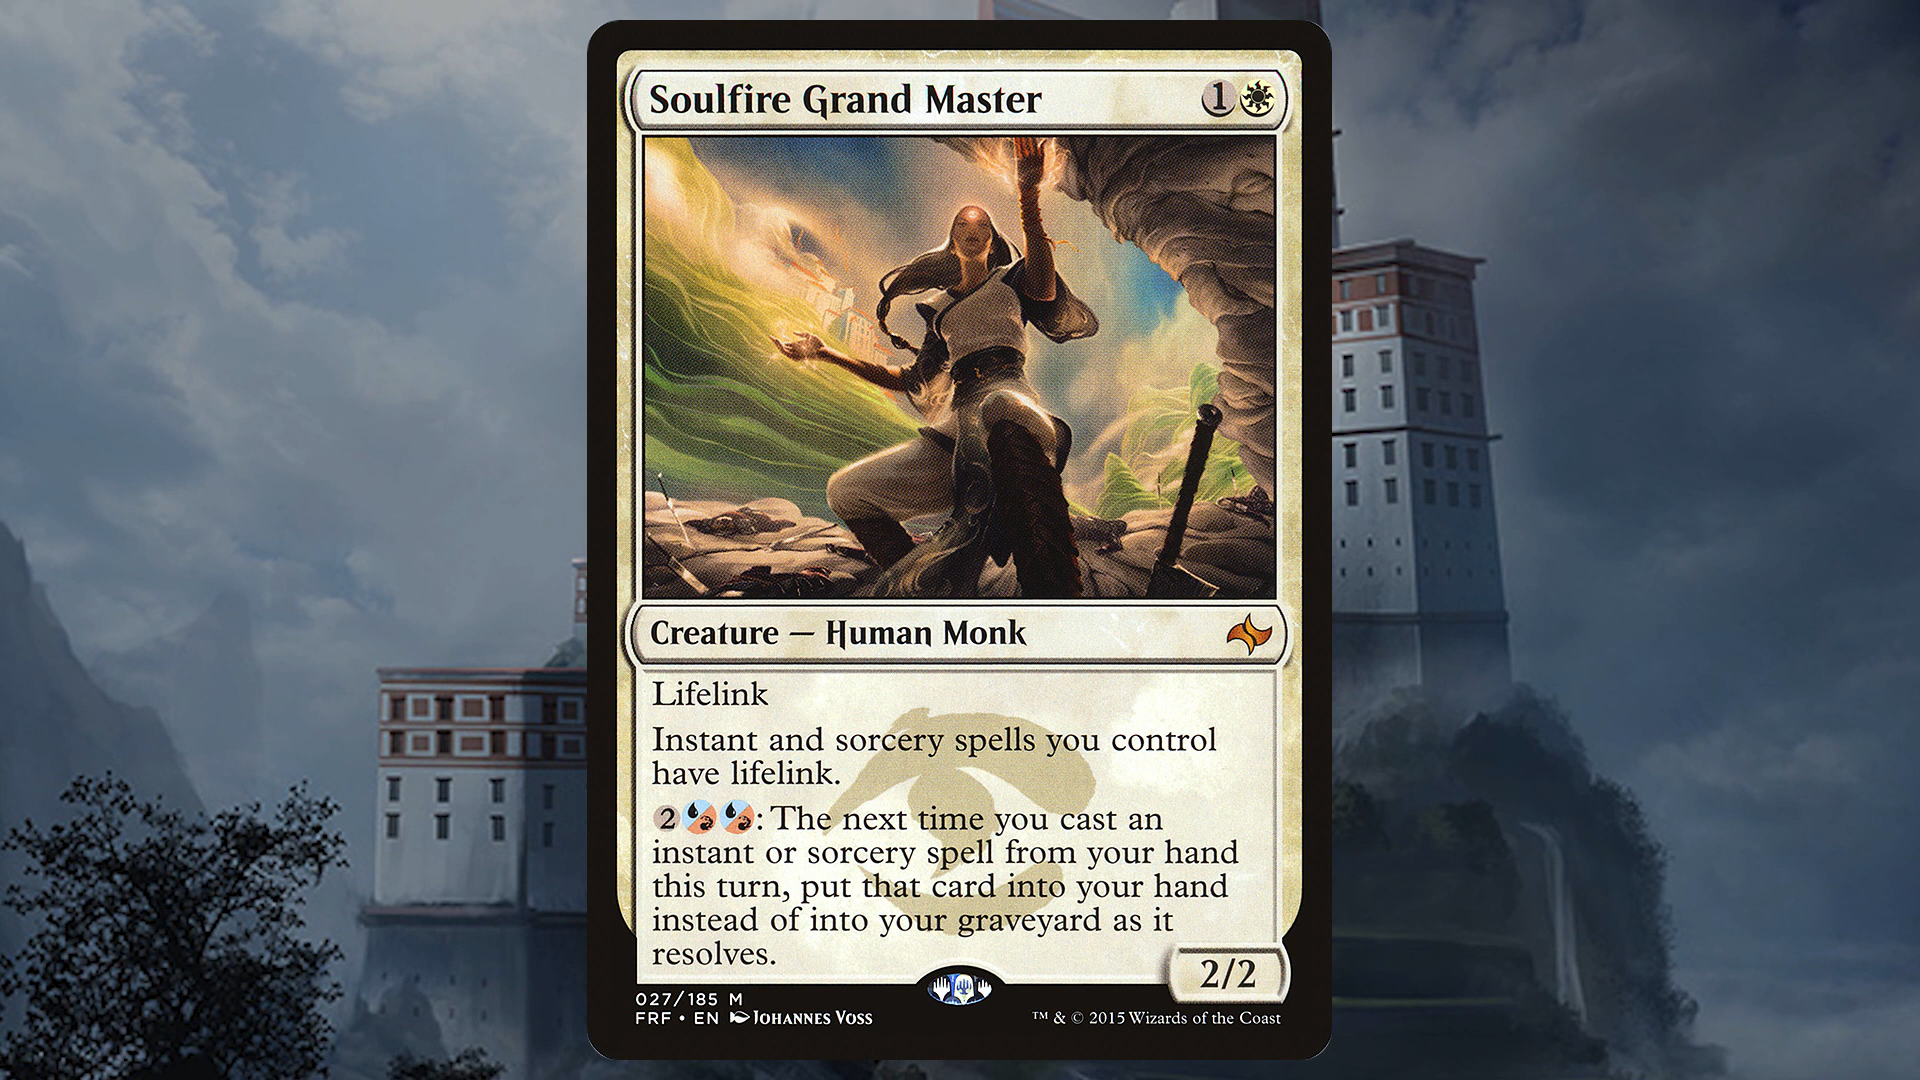 Soulfire Grand Master 1
Creature — Human Monk
Lifelink
Instant and sorcery spells you control
have lifelink.
2: The next time you cast an
instant or sorcery spell from your hand
this turn, put that card into your hand
instead of into your graveyard as it
resolves.
2/2
027/185 M
FRF • EN Johannes Voss
™ & © 2015 Wizards of the Coast